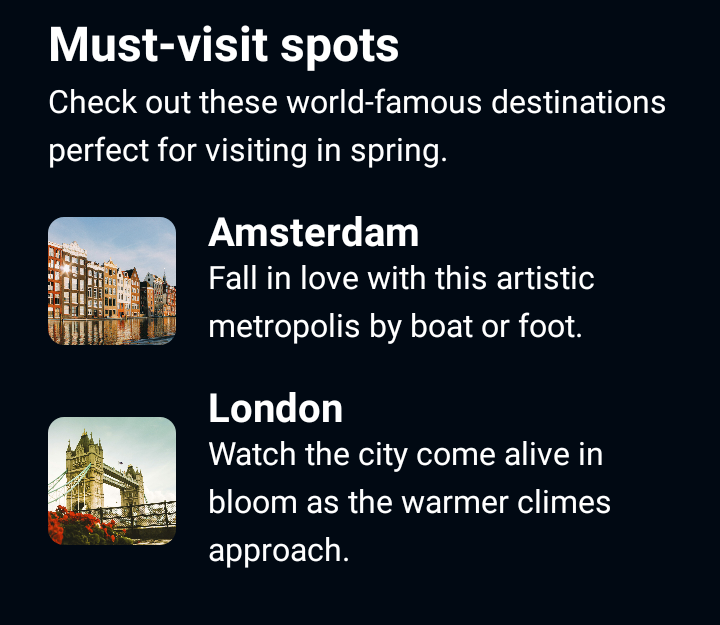 Must-visit spots
Check out these world-famous destinations
perfect for visiting in spring.
Amsterdam
Fall in love with this artistic
metropolis by boat or foot.
London
Watch the city come alive in
bloom as the warmer climes
approach.